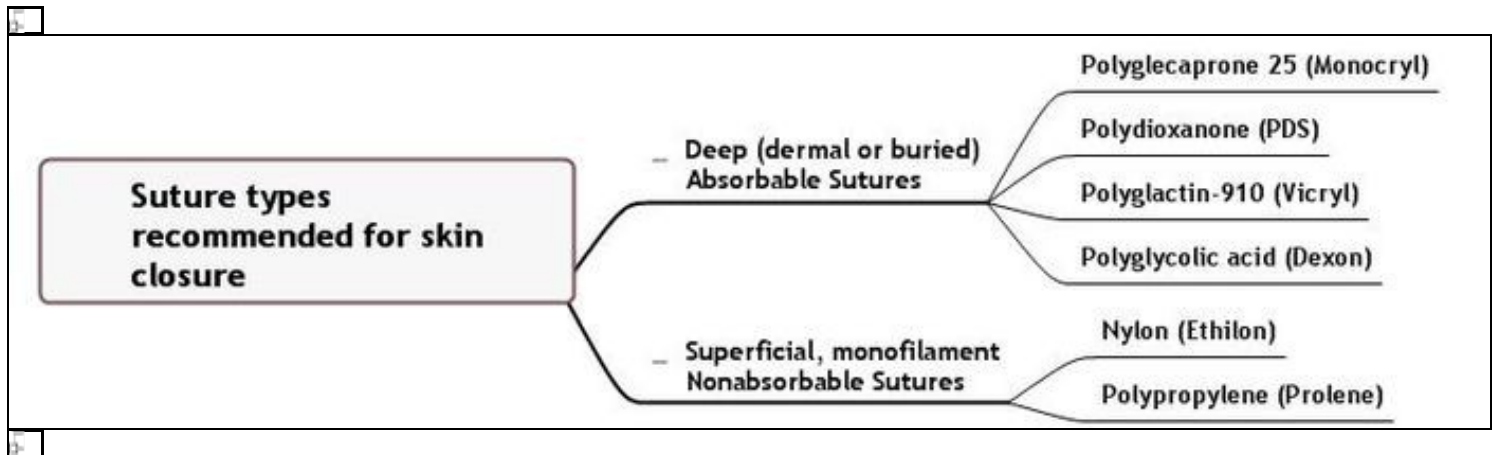 Suture types
recommended for skin
closure
Deep (dermal or buried)
Absorbable Sutures
Polyglecaprone 25 (Monocryl)
Polydioxanone (PDS)
Polyglactin-910 (Vicryl)
Polyglycolic acid (Dexon)
Superficial, monofilament
Nonabsorbable Sutures
Nylon (Ethilon)
Polypropylene (Prolene)